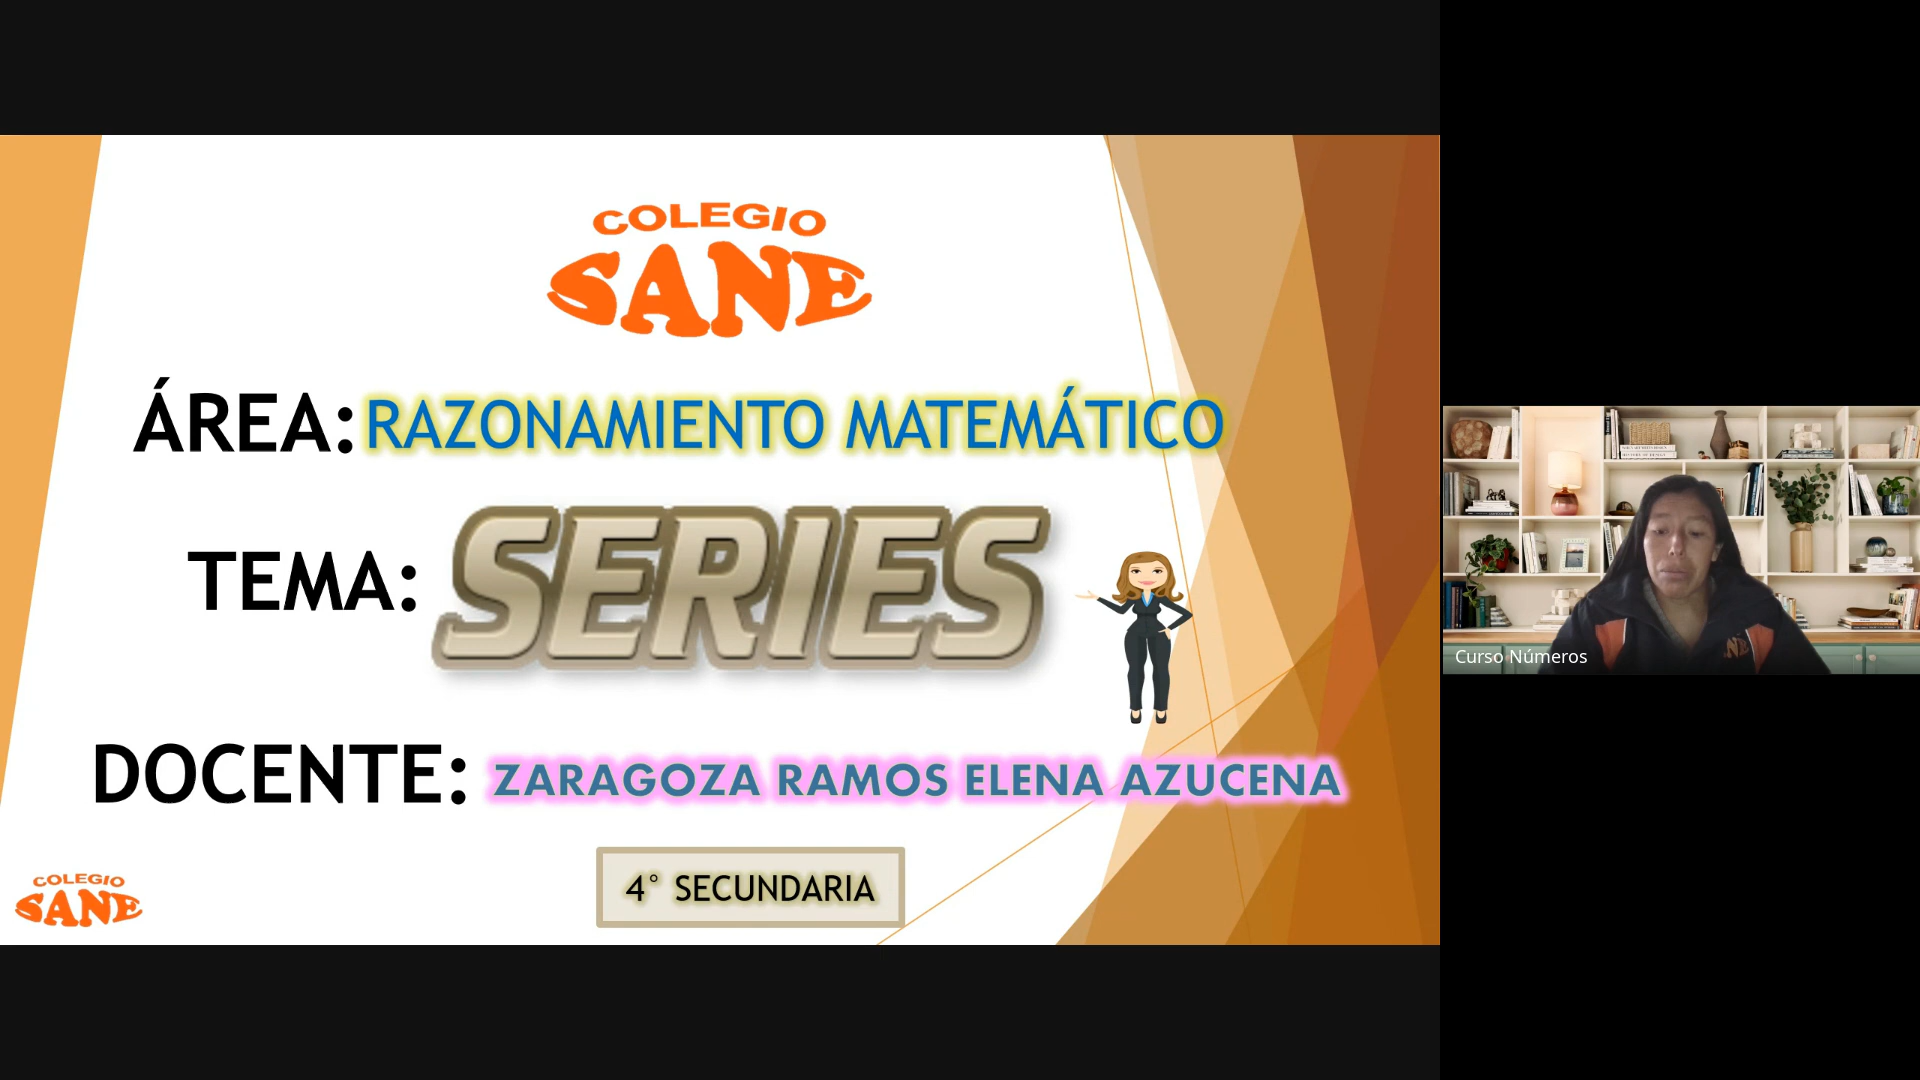 COLEGIO
SANE
ÁREA: RAZONAMIENTO MATEMÁTICO
TEMA: SERIES
DOCENTE: ZARAGOZA RAMOS ELENA AZUCENA
4° SECUNDARIA
COLEGIO
SANE
Curso Números